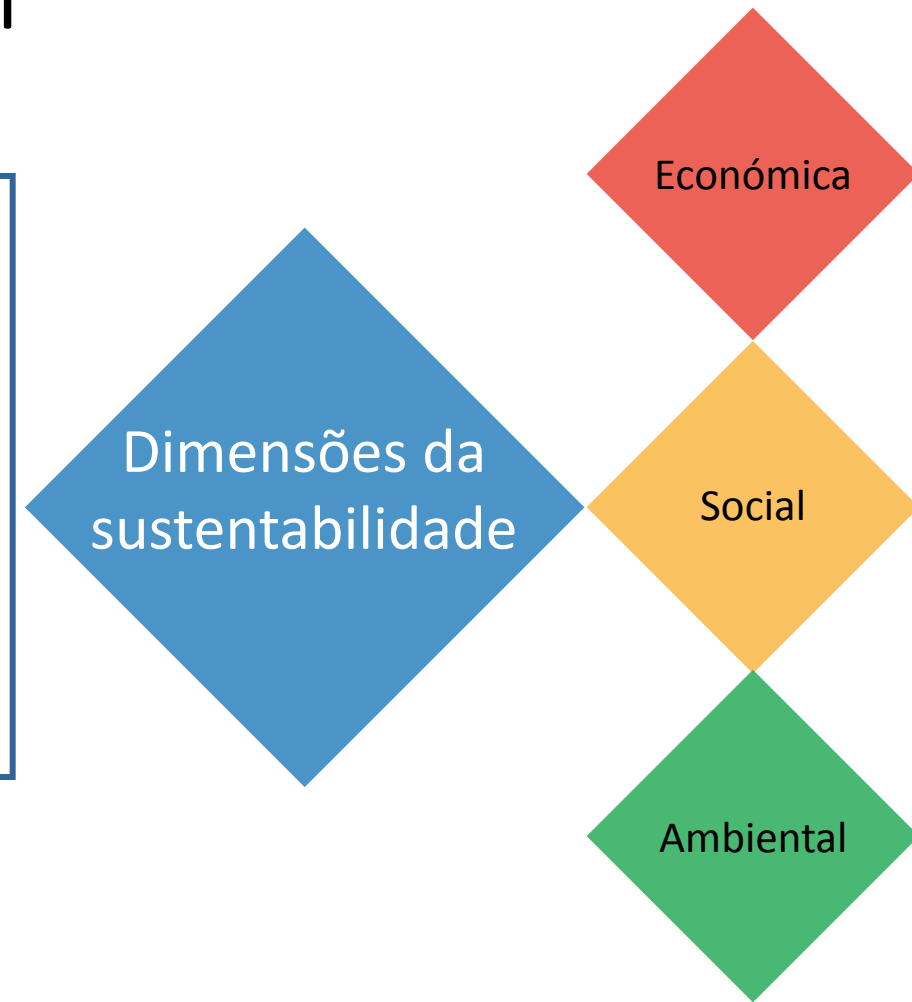 Económica
Dimensões da
sustentabilidade
Social
Ambiental